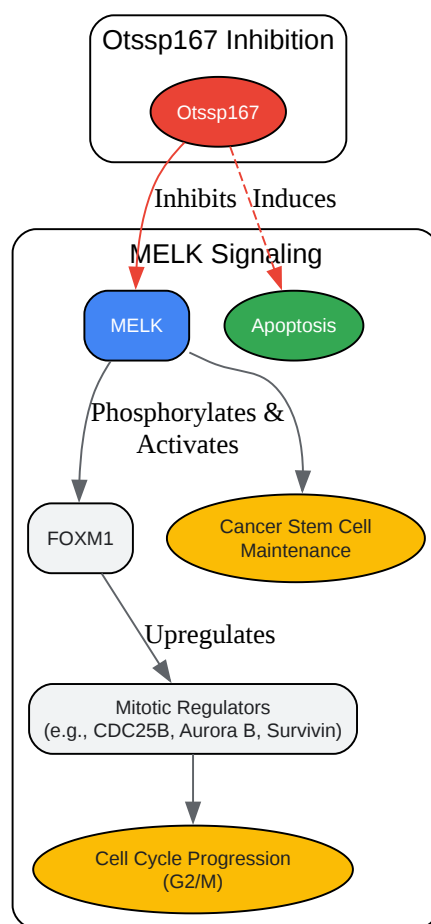 Otssp167 Inhibition
Otssp167
Inhibits
Induces
MELK Signaling
MELK
Apoptosis
Phosphorylates &
Activates
FOXM1
Cancer Stem Cell
Maintenance
Upregulates
Mitotic Regulators
(e.g., CDC25B, Aurora B, Survivin)
Cell Cycle Progression
(G2/M)